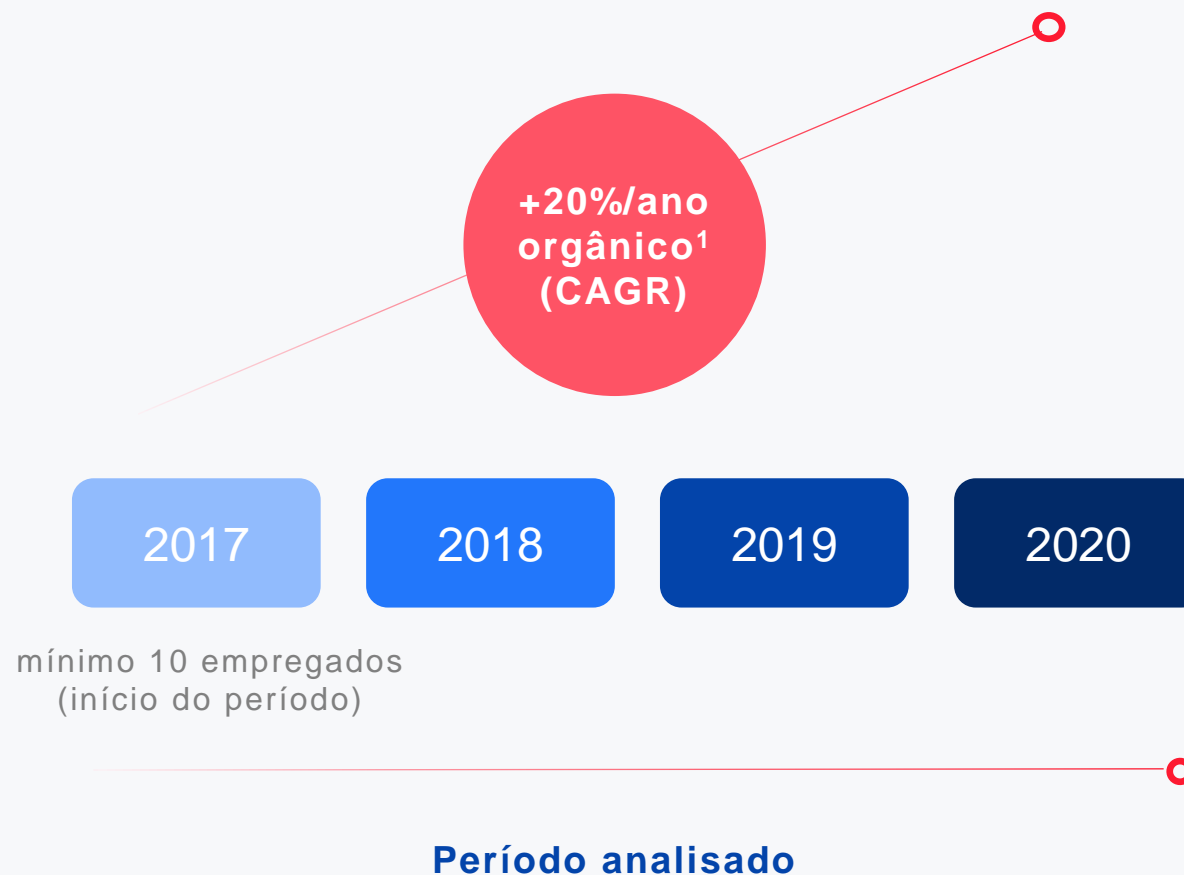 +20%/ano
orgânico¹
(CAGR)
2017
2018
2019
2020
mínimo 10 empregados
(início do período)
Período analisado